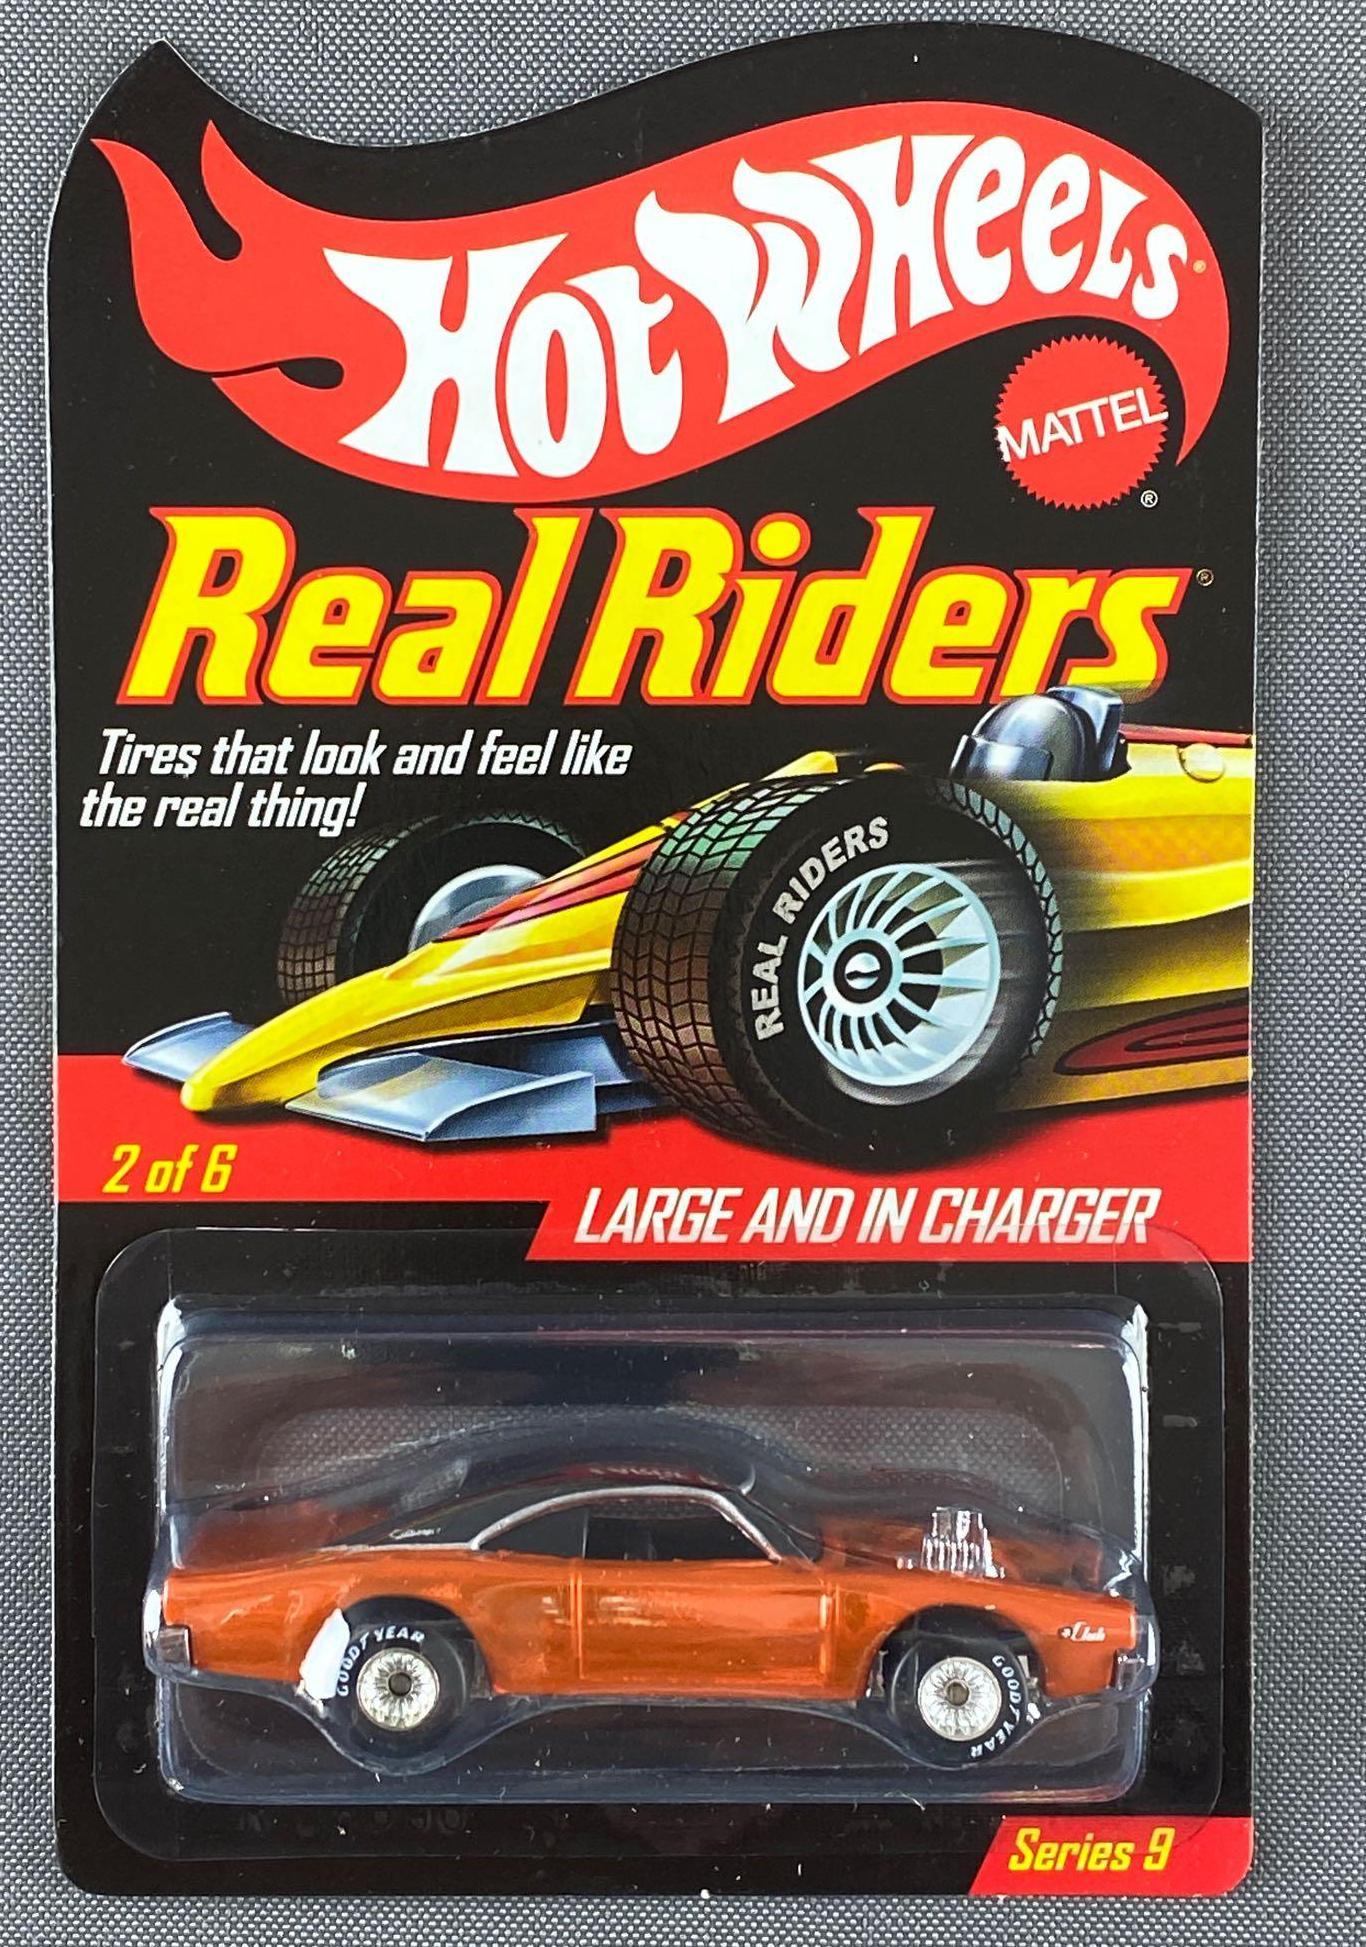 Hot Wheels®
MATTEL
®
Real Riders®
Tires that look and feel like
the real thing!
REAL RIDERS
2 of 6
LARGE AND IN CHARGER
GOODYEAR
GOODYEAR
Series 9